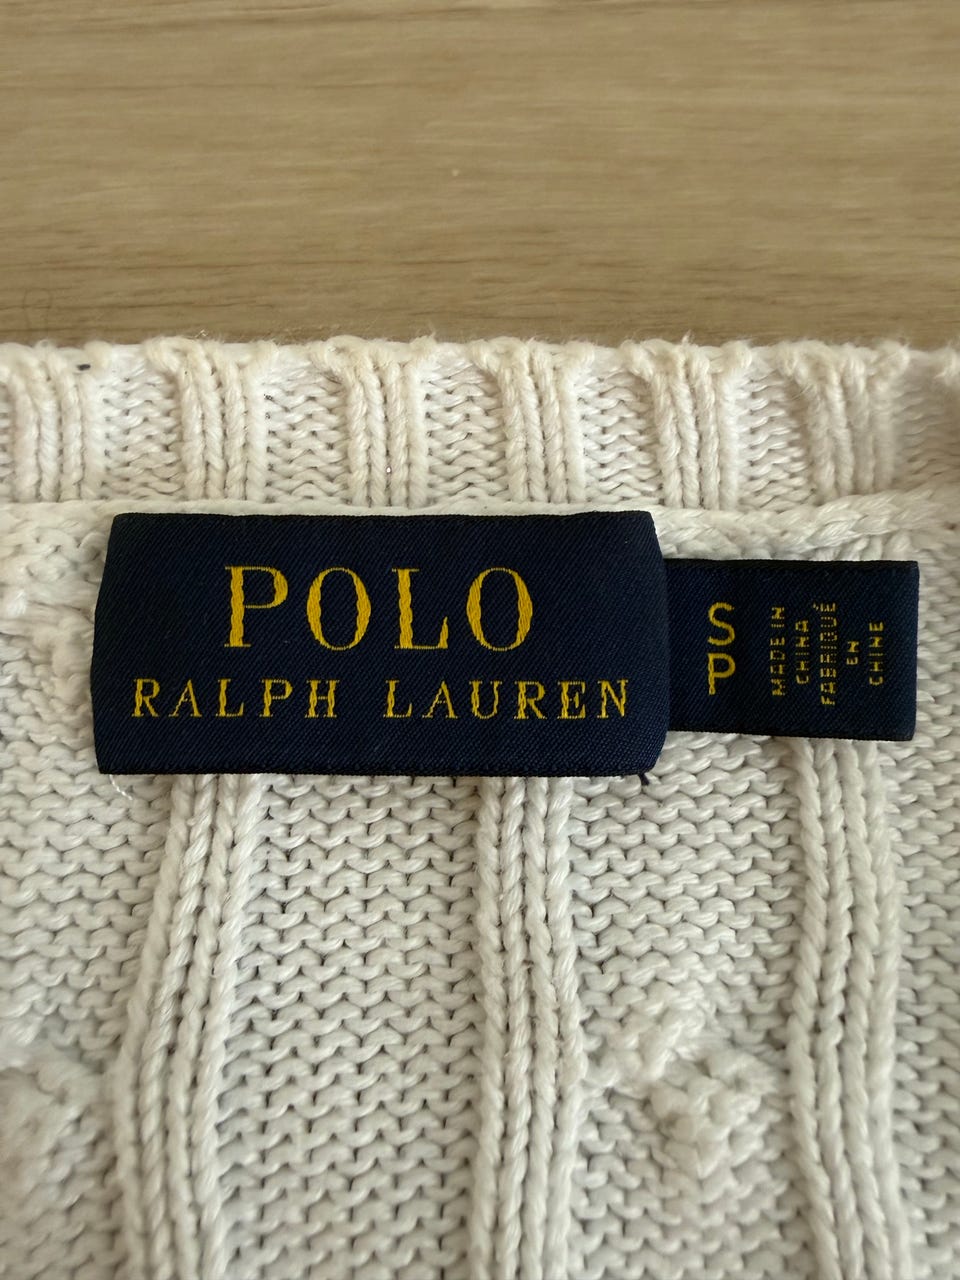 POLO
RALPH LAUREN
S
P
MADE IN
CHINA
FABRIQUÉ
EN
CHINE